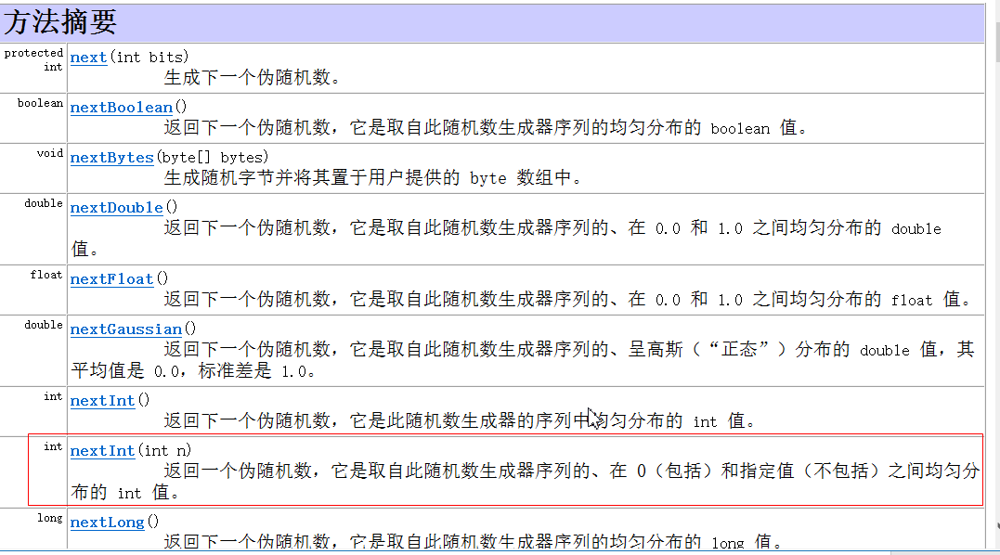 方法摘要
protected int
next(int bits)
生成下一个伪随机数。
boolean
nextBoolean()
返回下一个伪随机数，它是取自此随机数生成器序列的均匀分布的 boolean 值。
void
nextBytes(byte[] bytes)
生成随机字节并将其置于用户提供的 byte 数组中。
double
nextDouble()
返回下一个伪随机数，它是取自此随机数生成器序列的、在 0.0 和 1.0 之间均匀分布的 double
值。
float
nextFloat()
返回下一个伪随机数，它是取自此随机数生成器序列的、在 0.0 和 1.0 之间均匀分布的 float 值。
double
nextGaussian()
返回下一个伪随机数，它是取自此随机数生成器序列的、呈高斯（“正态”）分布的 double 值，其
平均值是 0.0，标准差是 1.0。
int
nextInt()
返回下一个伪随机数，它是此随机数生成器的序列中均匀分布的 int 值。
int
nextInt(int n)
返回一个伪随机数，它是取自此随机数生成器序列的、在 0（包括）和指定值（不包括）之间均匀分
布的 int 值。
long
nextLong()
返回下一个伪随机数，它是取自此随机数生成器序列的均匀分布的 long 值。